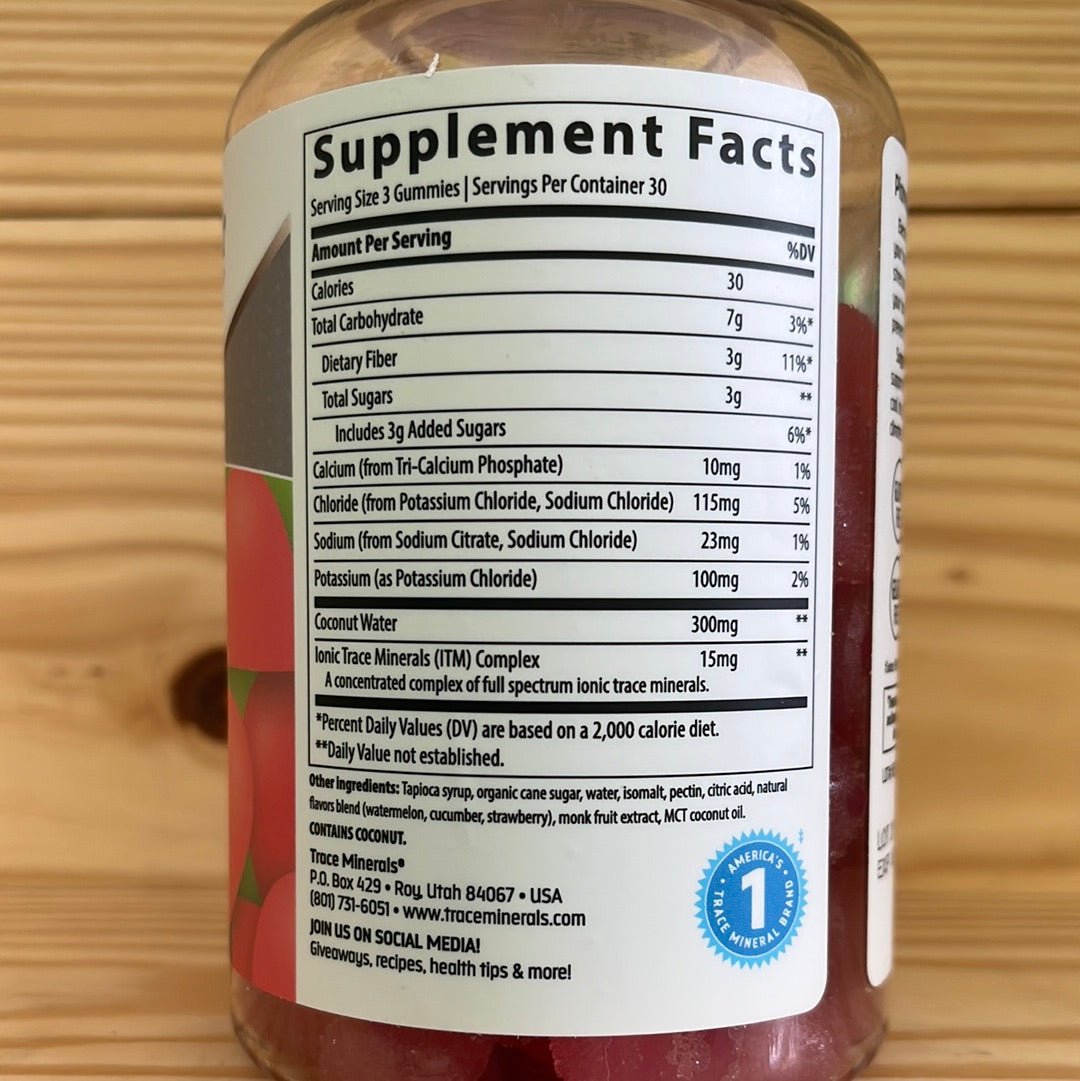 Supplement Facts
Serving Size 3 Gummies | Servings Per Container 30
Amount Per Serving %DV
Calories 30
Total Carbohydrate 7g 3%*
Dietary Fiber 3g 11%*
Total Sugars 3g **
Includes 3g Added Sugars 6%*
Calcium (from Tri-Calcium Phosphate) 10mg 1%
Chloride (from Potassium Chloride, Sodium Chloride) 115mg 5%
Sodium (from Sodium Citrate, Sodium Chloride) 23mg 1%
Potassium (as Potassium Chloride) 100mg 2%
Coconut Water 300mg **
Ionic Trace Minerals (ITM) Complex 15mg **
A concentrated complex of full spectrum ionic trace minerals.
*Percent Daily Values (DV) are based on a 2,000 calorie diet.
**Daily Value not established.
Other ingredients: Tapioca syrup, organic cane sugar, water, isomalt, pectin, citric acid, natural
flavors blend (watermelon, cucumber, strawberry), monk fruit extract, MCT coconut oil.
CONTAINS COCONUT.
Trace Minerals®
P.O. Box 429 • Roy, Utah 84067 • USA
(801) 731-6051 • www.traceminerals.com
JOIN US ON SOCIAL MEDIA!
Giveaways, recipes, health tips & more!
AMERICA'S
1
TRACE MINERAL BRAND
‡
LOT